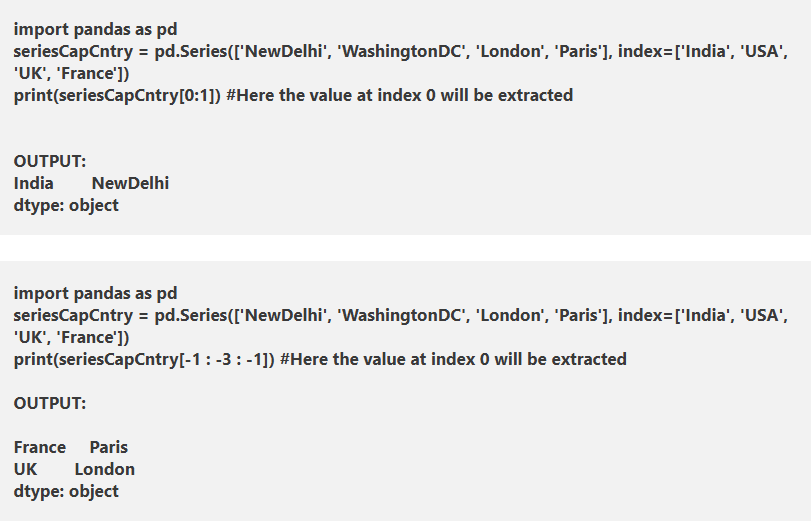 import pandas as pd
seriesCapCntry = pd.Series(['NewDelhi', 'WashingtonDC', 'London', 'Paris'], index=['India', 'USA',
'UK', 'France'])
print(seriesCapCntry[0:1]) #Here the value at index 0 will be extracted
OUTPUT:
India NewDelhi
dtype: object
import pandas as pd
seriesCapCntry = pd.Series(['NewDelhi', 'WashingtonDC', 'London', 'Paris'], index=['India', 'USA',
'UK', 'France'])
print(seriesCapCntry[-1 : -3 : -1]) #Here the value at index 0 will be extracted
OUTPUT:
France Paris
UK London
dtype: object